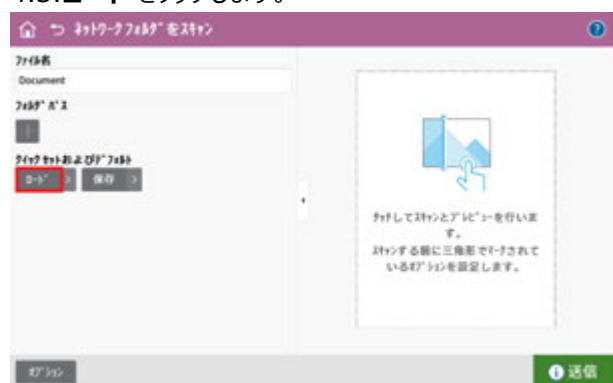 ネットワークフォルダをスキャン
ファイル名
Document
フォルダパス
クイックセットおよびデフォルト
ロード
保存
タッチしてスキャンとプレビューを行いま
す。
スキャンする前に三角形でマークされて
いるオプションを設定します。
オプション
送信